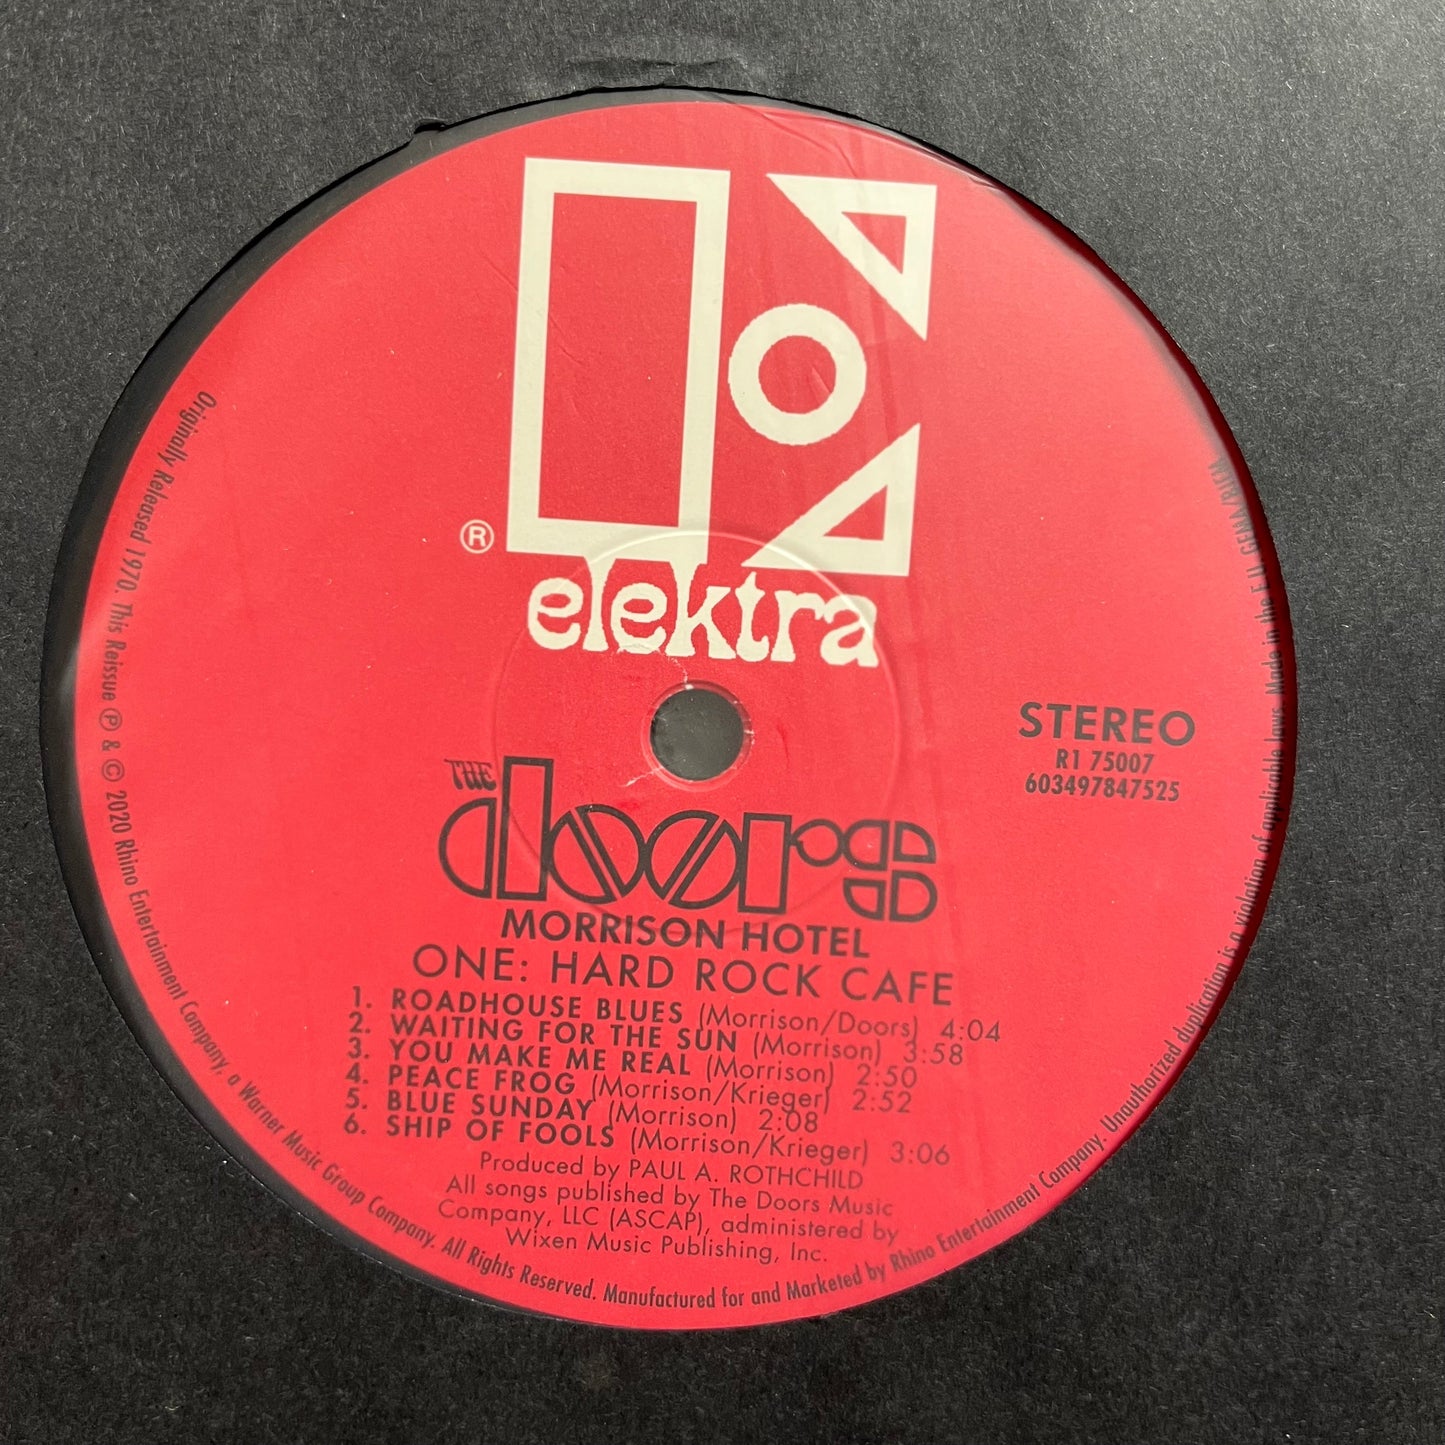 ®
elektra
STEREO
R1 75007
603497847525
THE
doors
MORRISON HOTEL
ONE: HARD ROCK CAFE
1. ROADHOUSE BLUES (Morrison/Doors) 4:04
2. WAITING FOR THE SUN (Morrison) 3:58
3. YOU MAKE ME REAL (Morrison) 2:50
4. PEACE FROG (Morrison/Krieger) 2:52
5. BLUE SUNDAY (Morrison) 2:08
6. SHIP OF FOOLS (Morrison/Krieger) 3:06
Produced by PAUL A. ROTHCHILD
All songs published by The Doors Music
Company, LLC (ASCAP), administered by
Wixen Music Publishing, Inc.
Originally Released 1970. This Reissue ℗ & © 2020 Rhino Entertainment Company, a Warner Music Group Company. All Rights Reserved. Manufactured for and Marketed by Rhino Entertainment Company. Unauthorized duplication is a violation of applicable laws. Made in the E.U. GEMA/BIEM